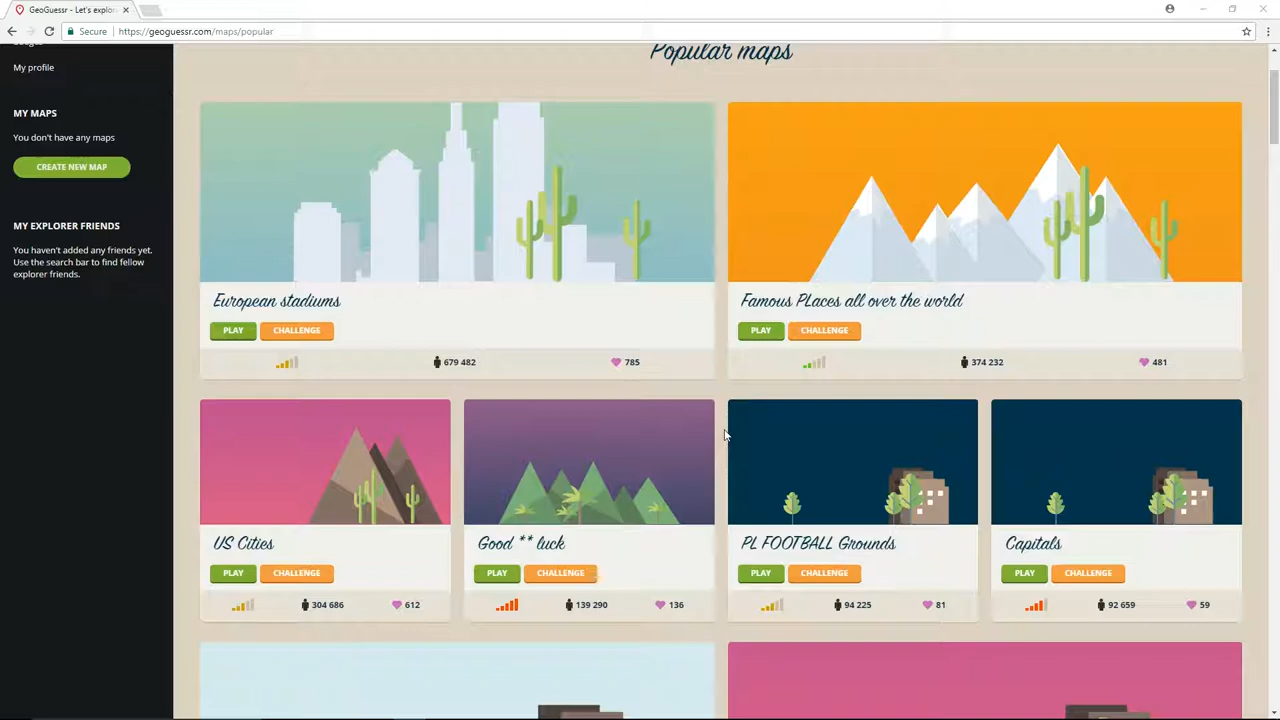 GeoGuessr - Let's explor
Secure
https://geoguessr.com/maps/popular
My profile
MY MAPS
You don't have any maps
CREATE NEW MAP
MY EXPLORER FRIENDS
You haven't added any friends yet.
Use the search bar to find fellow
explorer friends.
Popular maps
European stadiums
PLAY CHALLENGE
679 482 785
Famous PLaces all over the world
PLAY CHALLENGE
374 232 481
US Cities
PLAY CHALLENGE
304 686 612
Good ** luck
PLAY CHALLENGE
139 290 136
PL FOOTBALL Grounds
PLAY CHALLENGE
94 225 81
Capitals
PLAY CHALLENGE
92 659 59